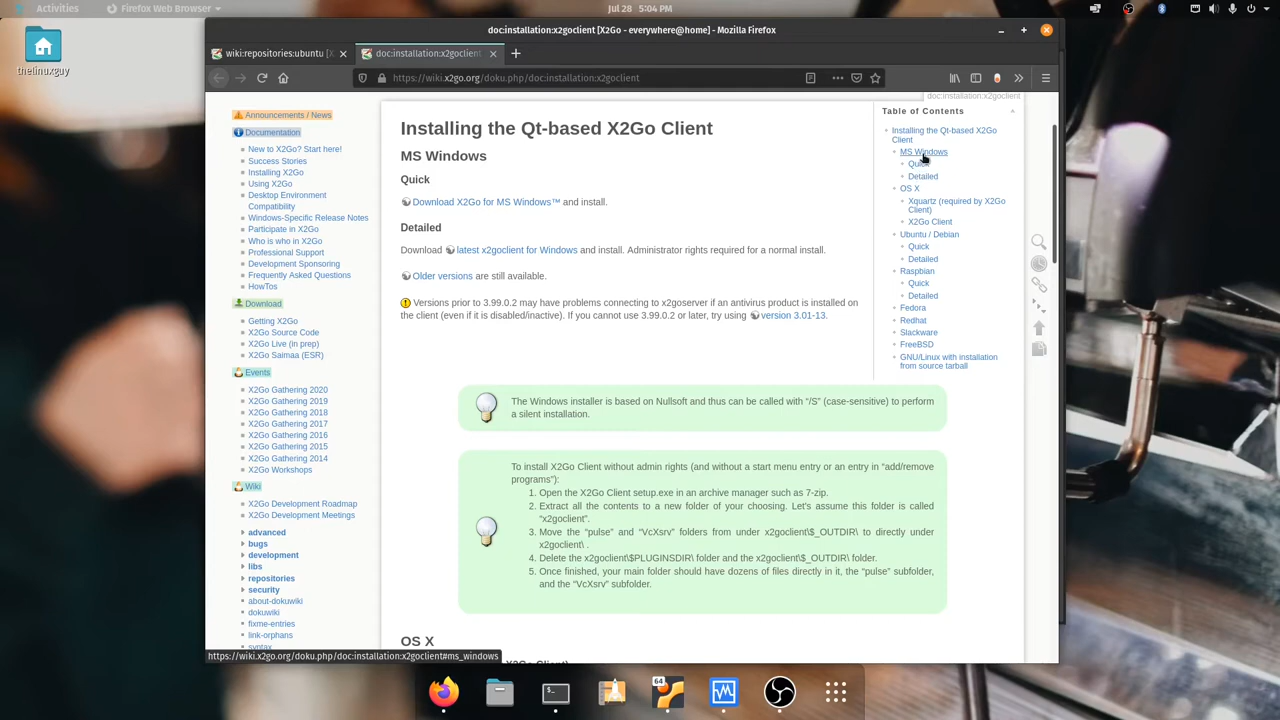 Activities
Firefox Web Browser
Jul 28 5:04 PM
thelinuxguy
doc:installation:x2goclient [X2Go - everywhere@home] - Mozilla Firefox
wiki:repositories:ubuntu [X
doc:installation:x2goclient
https://wiki.x2go.org/doku.php/doc:installation:x2goclient
doc:installation:x2goclient
Announcements / News
Documentation
New to X2Go? Start here!
Success Stories
Installing X2Go
Using X2Go
Desktop Environment
Compatibility
Windows-Specific Release Notes
Participate in X2Go
Who is who in X2Go
Professional Support
Development Sponsoring
Frequently Asked Questions
HowTos
Download
Getting X2Go
X2Go Source Code
X2Go Live (in prep)
X2Go Saimaa (ESR)
Events
X2Go Gathering 2020
X2Go Gathering 2019
X2Go Gathering 2018
X2Go Gathering 2017
X2Go Gathering 2016
X2Go Gathering 2015
X2Go Gathering 2014
X2Go Workshops
Wiki
X2Go Development Roadmap
X2Go Development Meetings
advanced
bugs
development
libs
repositories
security
about-dokuwiki
dokuwiki
fixme-entries
link-orphans
syntax
Installing the Qt-based X2Go Client
MS Windows
Quick
Download X2Go for MS Windows™ and install.
Detailed
Download latest x2goclient for Windows and install. Administrator rights required for a normal install.
Older versions are still available.
Versions prior to 3.99.0.2 may have problems connecting to x2goserver if an antivirus product is installed on
the client (even if it is disabled/inactive). If you cannot use 3.99.0.2 or later, try using version 3.01-13.
The Windows installer is based on Nullsoft and thus can be called with “/S” (case-sensitive) to perform
a silent installation.
To install X2Go Client without admin rights (and without a start menu entry or an entry in “add/remove
programs”):
1. Open the X2Go Client setup.exe in an archive manager such as 7-zip.
2. Extract all the contents to a new folder of your choosing. Let's assume this folder is called
“x2goclient”.
3. Move the “pulse” and “VcXsrv” folders from under x2goclient\$_OUTDIR\ to directly under
x2goclient\ .
4. Delete the x2goclient\$PLUGINSDIR\ folder and the x2goclient\$_OUTDIR\ folder.
5. Once finished, your main folder should have dozens of files directly in it, the “pulse” subfolder,
and the “VcXsrv” subfolder.
OS X
Table of Contents
Installing the Qt-based X2Go
Client
MS Windows
Quick
Detailed
OS X
Xquartz (required by X2Go
Client)
X2Go Client
Ubuntu / Debian
Quick
Detailed
Raspbian
Quick
Detailed
Fedora
Redhat
Slackware
FreeBSD
GNU/Linux with installation
from source tarball
https://wiki.x2go.org/doku.php/doc:installation:x2goclient#ms_windows
64